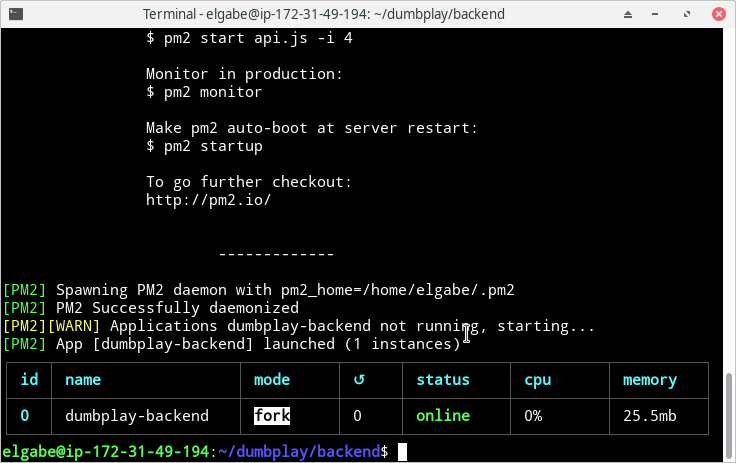 Terminal - elgabe@ip-172-31-49-194: ~/dumbplay/backend
$ pm2 start api.js -i 4
Monitor in production:
$ pm2 monitor
Make pm2 auto-boot at server restart:
$ pm2 startup
To go further checkout:
http://pm2.io/
-------------
[PM2] Spawning PM2 daemon with pm2_home=/home/elgabe/.pm2
[PM2] PM2 Successfully daemonized
[PM2][WARN] Applications dumbplay-backend not running, starting...
[PM2] App [dumbplay-backend] launched (1 instances)
id name mode ↺ status cpu memory
0 dumbplay-backend fork 0 online 0% 25.5mb
elgabe@ip-172-31-49-194:~/dumbplay/backend$